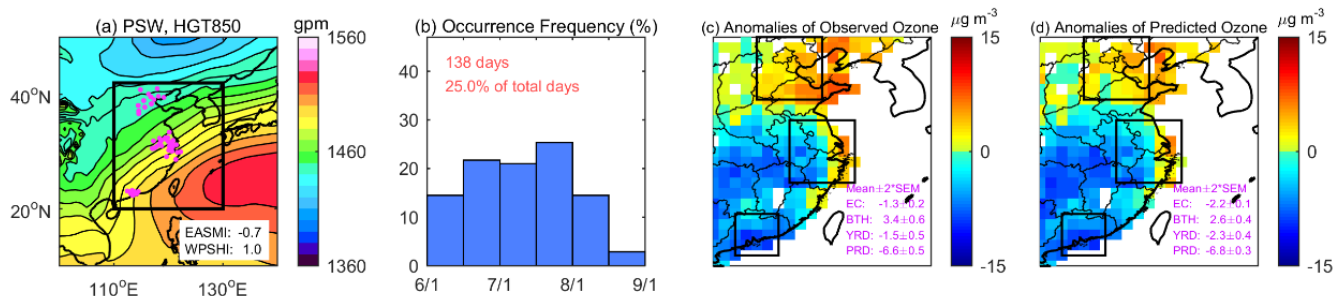 (a) PSW, HGT850
gpm
1560
1460
1360
40°N
20°N
110°E
130°E
EASMI: -0.7
WPSHI: 1.0
(b) Occurrence Frequency (%)
138 days
25.0% of total days
40
30
20
10
0
6/1
7/1
8/1
9/1
(c) Anomalies of Observed Ozone
μg m-3
15
0
-15
Mean±2*SEM
EC: -1.3±0.2
BTH: 3.4±0.6
YRD: -1.5±0.5
PRD: -6.6±0.5
(d) Anomalies of Predicted Ozone
μg m-3
15
0
-15
Mean±2*SEM
EC: -2.2±0.1
BTH: 2.6±0.4
YRD: -2.3±0.4
PRD: -6.8±0.3